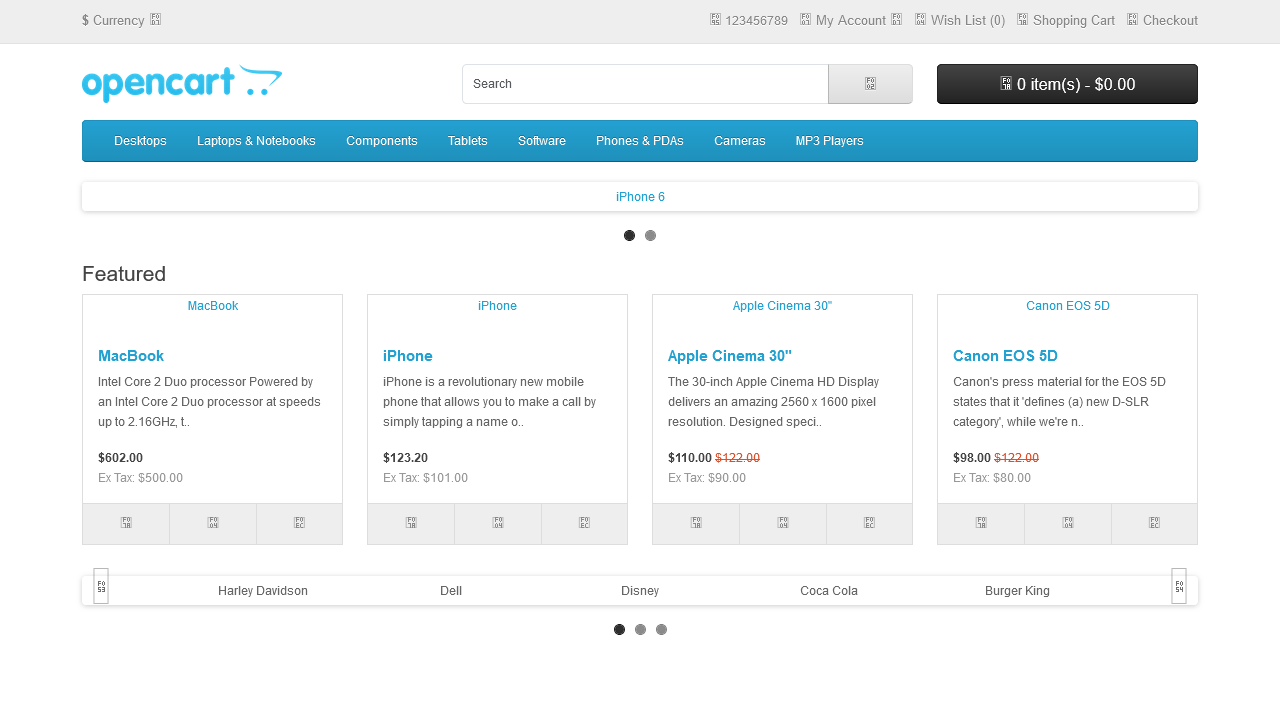 $ Currency
123456789 My Account Wish List (0) Shopping Cart Checkout
opencart
Search
0 item(s) - $0.00
Desktops Laptops & Notebooks Components Tablets Software Phones & PDAs Cameras MP3 Players
iPhone 6
Featured
MacBook
MacBook
Intel Core 2 Duo processor Powered by
an Intel Core 2 Duo processor at speeds
up to 2.16GHz, t..
$602.00
Ex Tax: $500.00
iPhone
iPhone
iPhone is a revolutionary new mobile
phone that allows you to make a call by
simply tapping a name o..
$123.20
Ex Tax: $101.00
Apple Cinema 30"
Apple Cinema 30"
The 30-inch Apple Cinema HD Display
delivers an amazing 2560 x 1600 pixel
resolution. Designed speci..
$110.00 $122.00
Ex Tax: $90.00
Canon EOS 5D
Canon EOS 5D
Canon's press material for the EOS 5D
states that it 'defines (a) new D-SLR
category', while we're n..
$98.00 $122.00
Ex Tax: $80.00
Harley Davidson Dell Disney Coca Cola Burger King